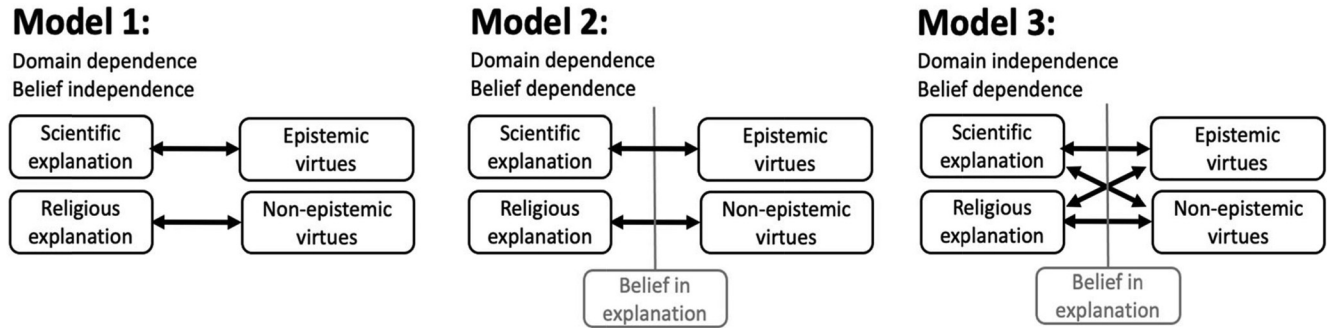 Model 1:
Domain dependence
Belief independence
Scientific
explanation
Epistemic
virtues
Religious
explanation
Non-epistemic
virtues
Model 2:
Domain dependence
Belief dependence
Scientific
explanation
Epistemic
virtues
Religious
explanation
Non-epistemic
virtues
Belief in
explanation
Model 3:
Domain independence
Belief dependence
Scientific
explanation
Epistemic
virtues
Religious
explanation
Non-epistemic
virtues
Belief in
explanation